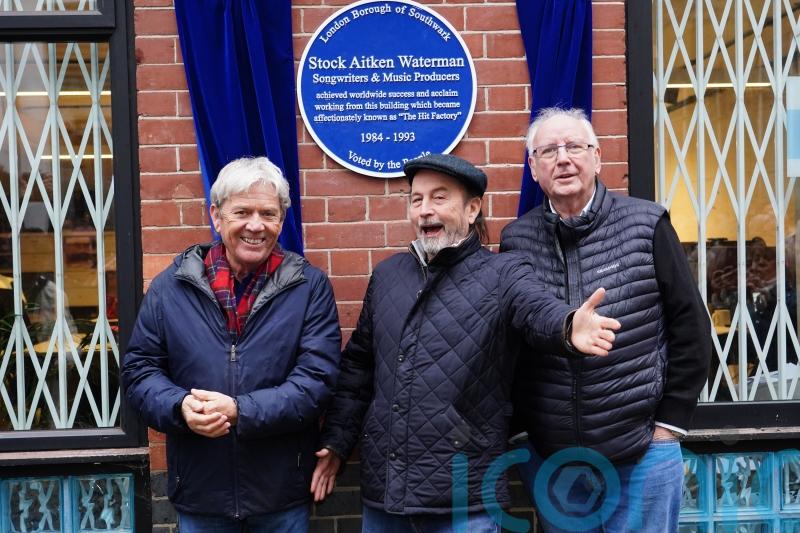 London Borough of Southwark
Stock Aitken Waterman
Songwriters & Music Producers
achieved worldwide success and acclaim
working from this building which became
affectionately known as "The Hit Factory"
1984 - 1993
Voted by the People
icon